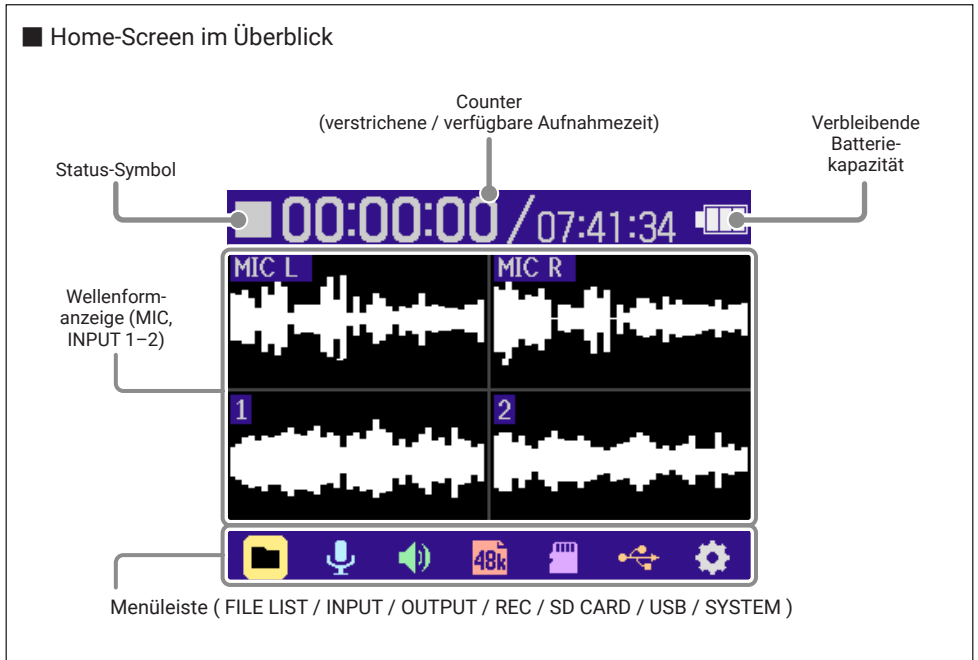 ■ Home-Screen im Überblick
Counter
(verstrichene / verfügbare Aufnahmezeit)
Verbleibende
Batterie-
kapazität
Status-Symbol
00:00:00/07:41:34
Wellenform-
anzeige (MIC,
INPUT 1–2)
MIC L
MIC R
1
2
48k
Menüleiste ( FILE LIST / INPUT / OUTPUT / REC / SD CARD / USB / SYSTEM )